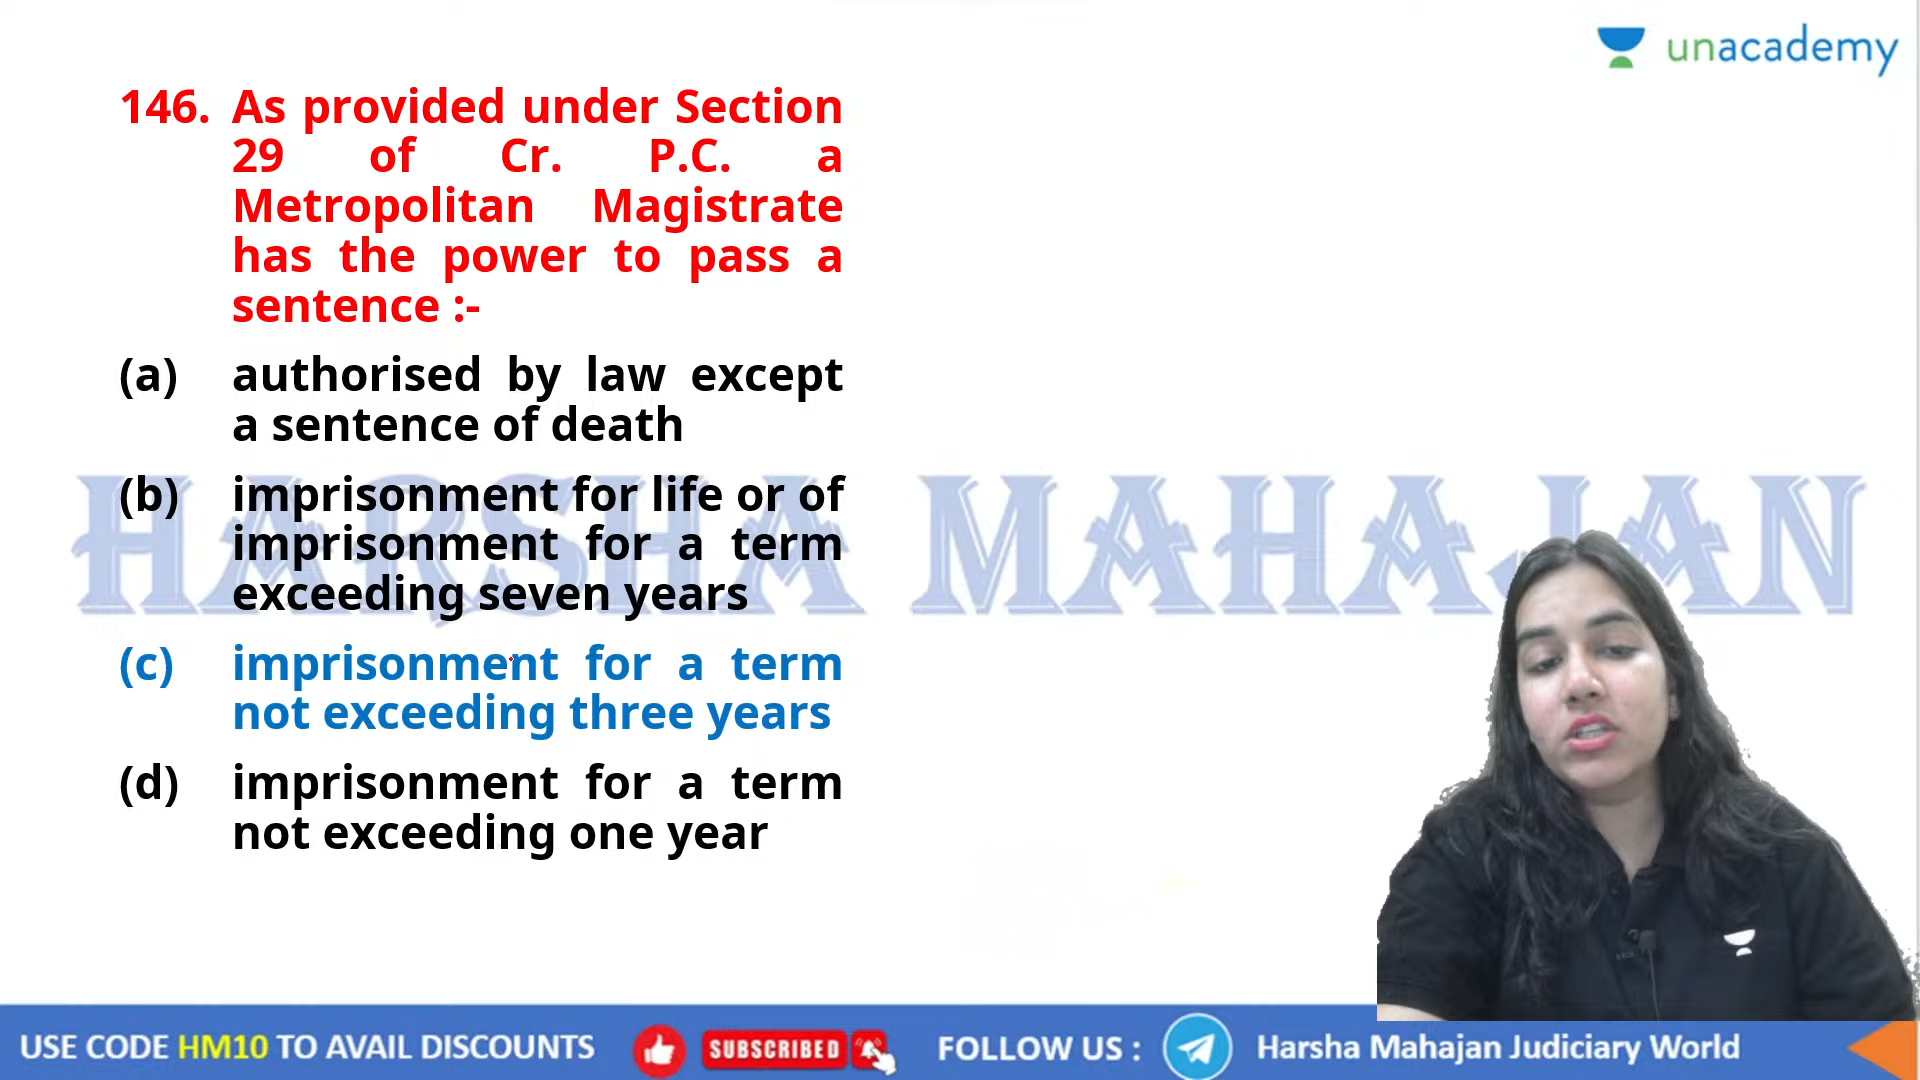 unacademy
146. As provided under Section
29 of Cr. P.C. a
Metropolitan Magistrate
has the power to pass a
sentence :-
(a) authorised by law except
a sentence of death
(b) imprisonment for life or of
imprisonment for a term
exceeding seven years
HARSHA MAHAJAN
(c) imprisonment for a term
not exceeding three years
(d) imprisonment for a term
not exceeding one year
USE CODE HM10 TO AVAIL DISCOUNTS SUBSCRIBED FOLLOW US : Harsha Mahajan Judiciary World